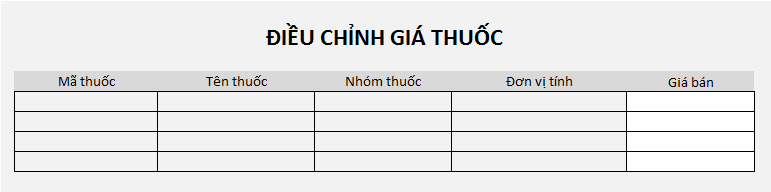 ĐIỀU CHỈNH GIÁ THUỐC
Mã thuốc Tên thuốc Nhóm thuốc Đơn vị tính Giá bán